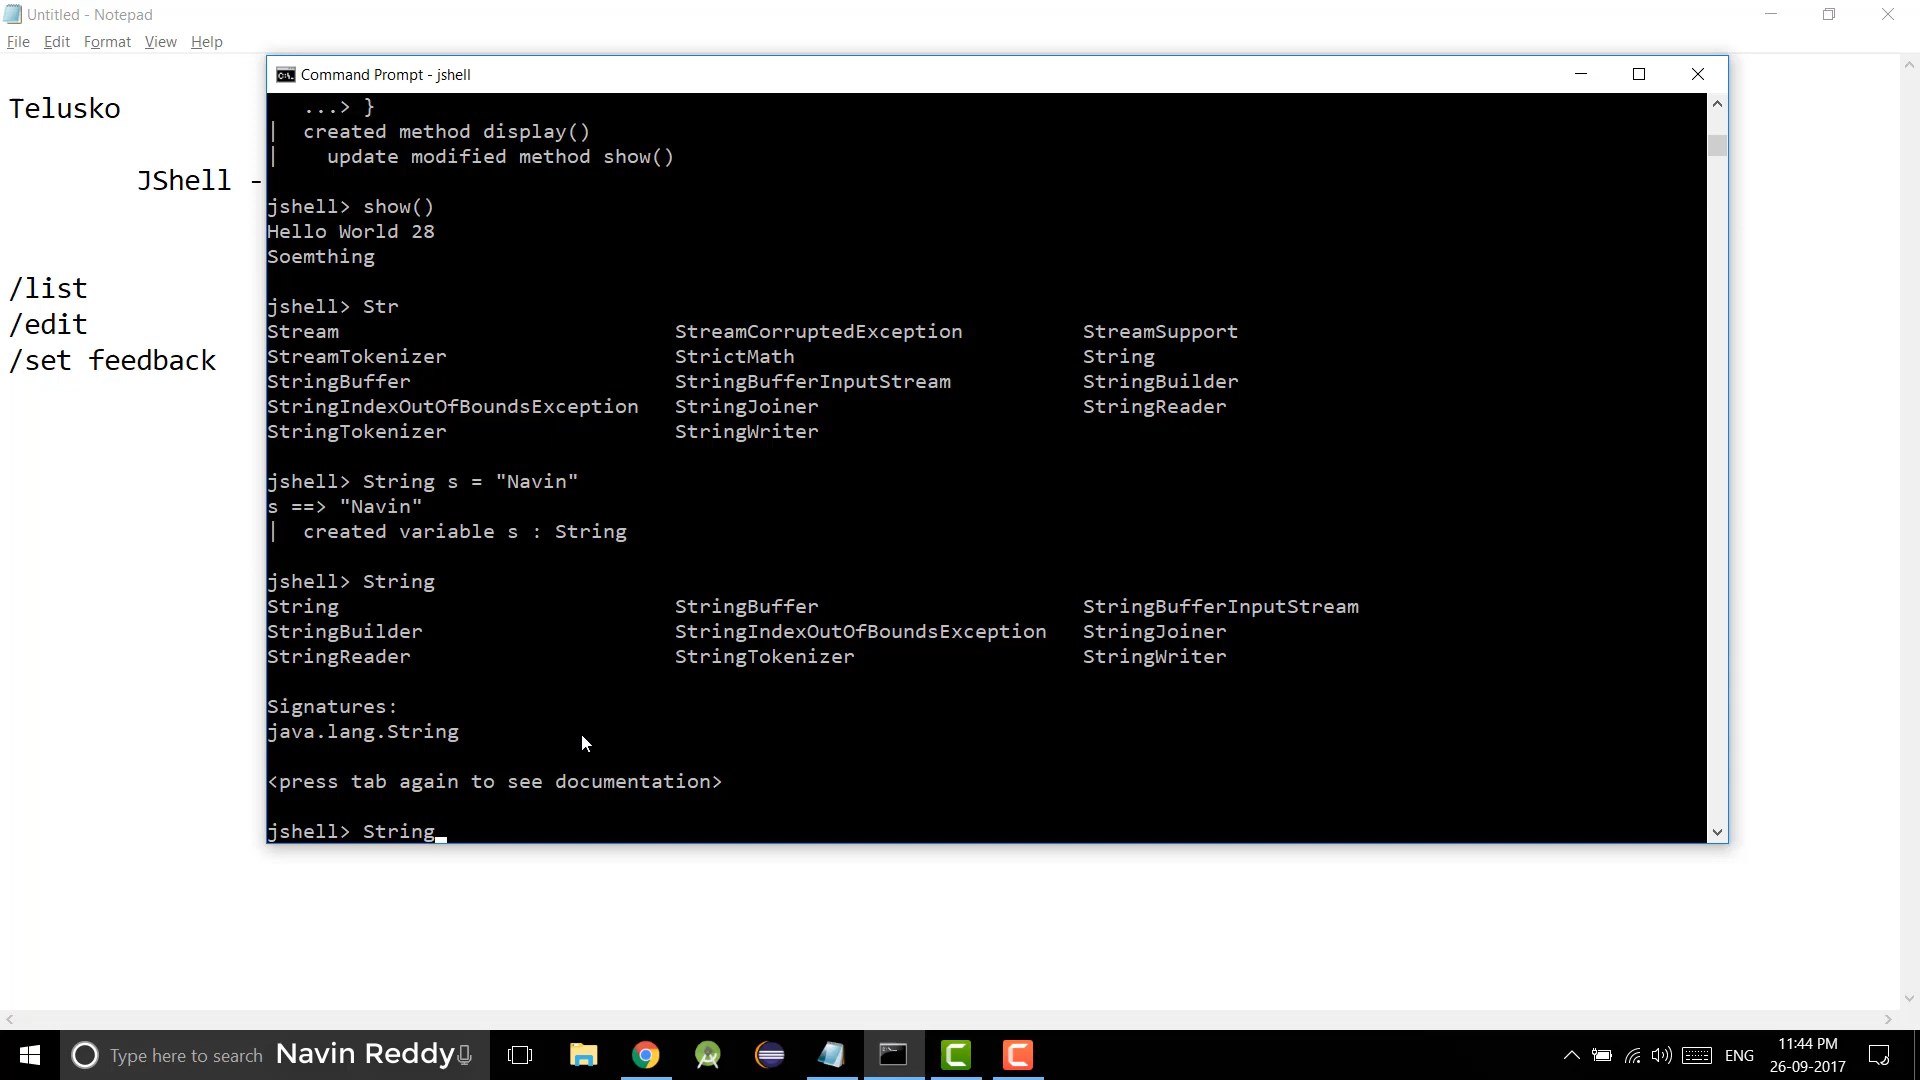 Untitled - Notepad
File Edit Format View Help
Telusko
JShell -
/list
/edit
/set feedback
Command Prompt - jshell
...> }
| created method display()
| update modified method show()
jshell> show()
Hello World 28
Soemthing
jshell> Str
Stream StreamCorruptedException StreamSupport
StreamTokenizer StrictMath String
StringBuffer StringBufferInputStream StringBuilder
StringIndexOutOfBoundsException StringJoiner StringReader
StringTokenizer StringWriter
jshell> String s = "Navin"
s ==> "Navin"
| created variable s : String
jshell> String
String StringBuffer StringBufferInputStream
StringBuilder StringIndexOutOfBoundsException StringJoiner
StringReader StringTokenizer StringWriter
Signatures:
java.lang.String
<press tab again to see documentation>
jshell> String
Type here to search Navin Reddy
ENG
11:44 PM
26-09-2017